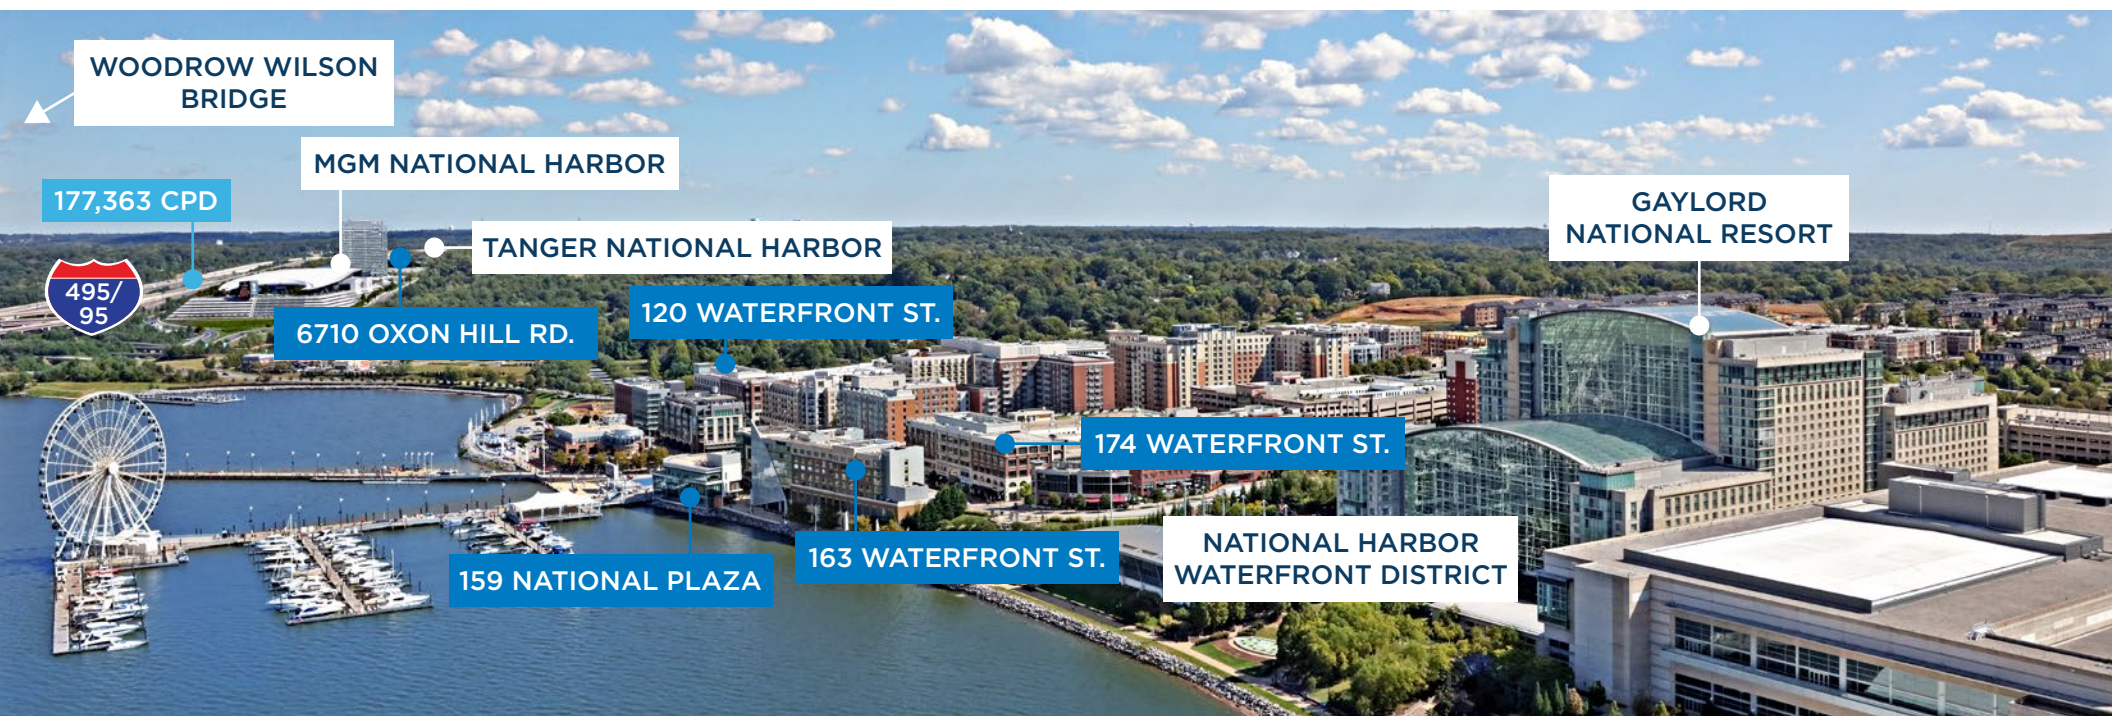 WOODROW WILSON
BRIDGE
MGM NATIONAL HARBOR
177,363 CPD
GAYLORD
NATIONAL RESORT
TANGER NATIONAL HARBOR
495/
95
120 WATERFRONT ST.
6710 OXON HILL RD.
174 WATERFRONT ST.
NATIONAL HARBOR
WATERFRONT DISTRICT
163 WATERFRONT ST.
159 NATIONAL PLAZA